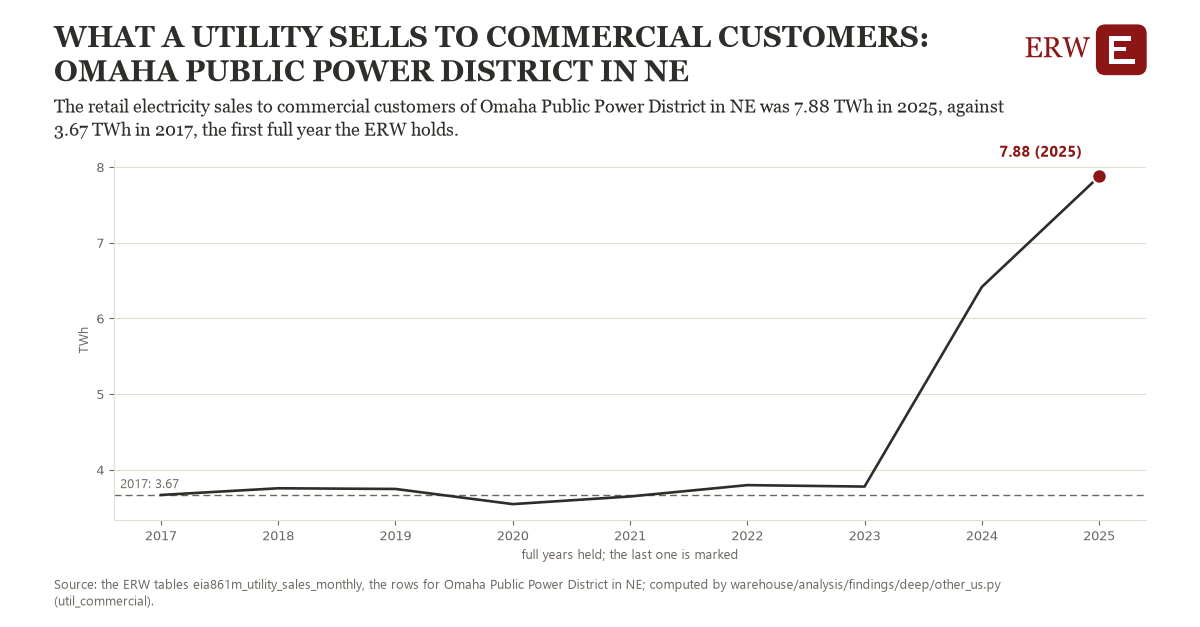 WHAT A UTILITY SELLS TO COMMERCIAL CUSTOMERS:
OMAHA PUBLIC POWER DISTRICT IN NE
ERW E
The retail electricity sales to commercial customers of Omaha Public Power District in NE was 7.88 TWh in 2025, against
3.67 TWh in 2017, the first full year the ERW holds.
7.88 (2025)
8
7
6
5
4
TWh
2017: 3.67
2017 2018 2019 2020 2021 2022 2023 2024 2025
full years held; the last one is marked
Source: the ERW tables eia861m_utility_sales_monthly, the rows for Omaha Public Power District in NE; computed by warehouse/analysis/findings/deep/other_us.py
(util_commercial).